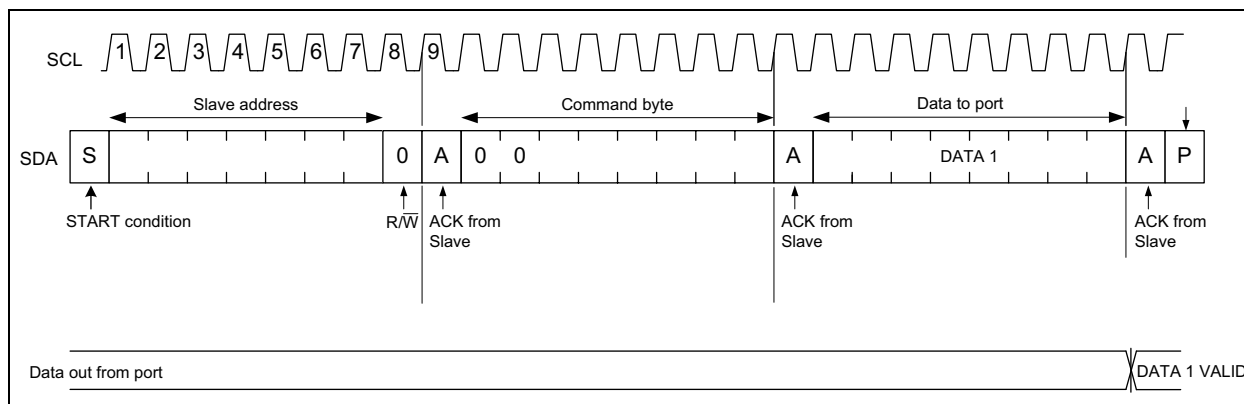 SCL 1 2 3 4 5 6 7 8 9
Slave address Command byte Data to port
SDA S 0 A 0 0 A DATA 1 A P
START condition R/W̅ ACK from Slave ACK from Slave ACK from Slave
Data out from port DATA 1 VALID